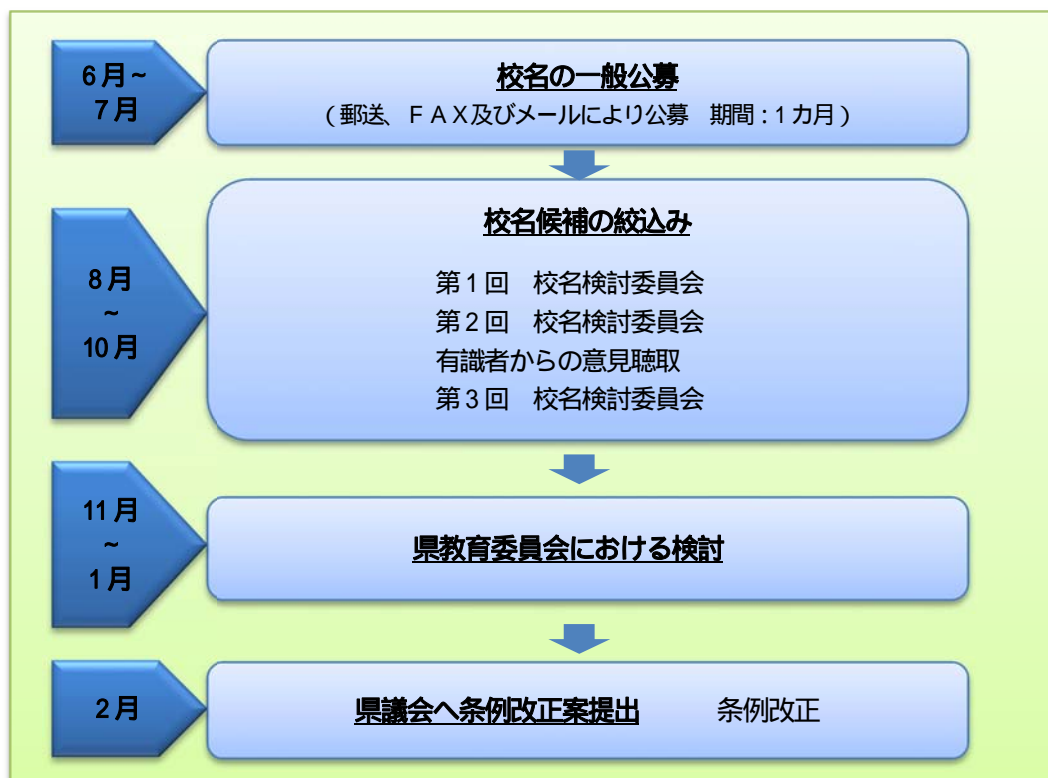 6月~
7月
校名の一般公募
(郵送、ＦＡＸ及びメールにより公募　期間：1カ月)
8月
~
10月
校名候補の絞込み
第1回　校名検討委員会
第2回　校名検討委員会
有識者からの意見聴取
第3回　校名検討委員会
11月
~
1月
県教育委員会における検討
2月
県議会へ条例改正案提出　　条例改正